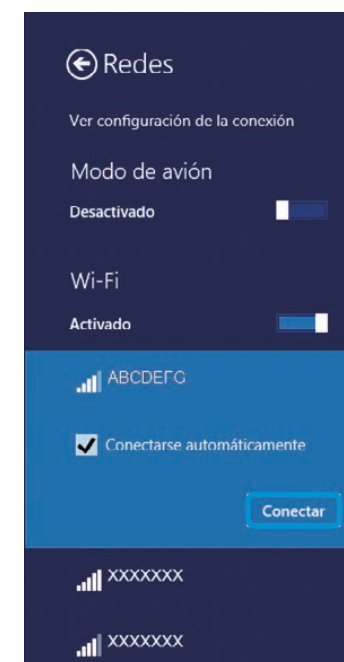 Redes
Ver configuración de la conexión
Modo de avión
Desactivado
Wi-Fi
Activado
ABCDEFG
Conectarse automáticamente
Conectar
XXXXXXX
XXXXXXX